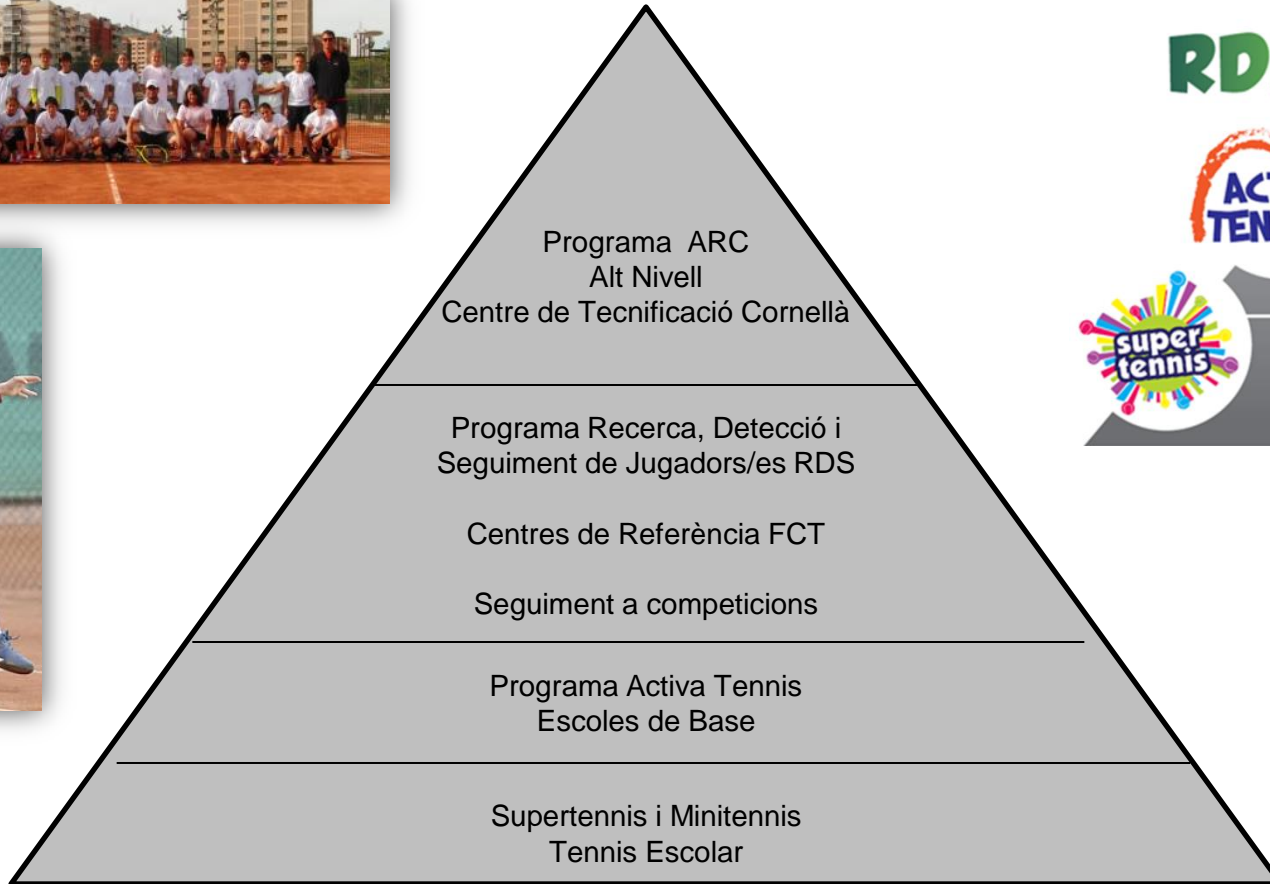 Programa ARC
Alt Nivell
Centre de Tecnificació Cornellà
Programa Recerca, Detecció i
Seguiment de Jugadors/es RDS
Centres de Referència FCT
Seguiment a competicions
Programa Activa Tennis
Escoles de Base
Supertennis i Minitennis
Tennis Escolar
RD
super
tennis